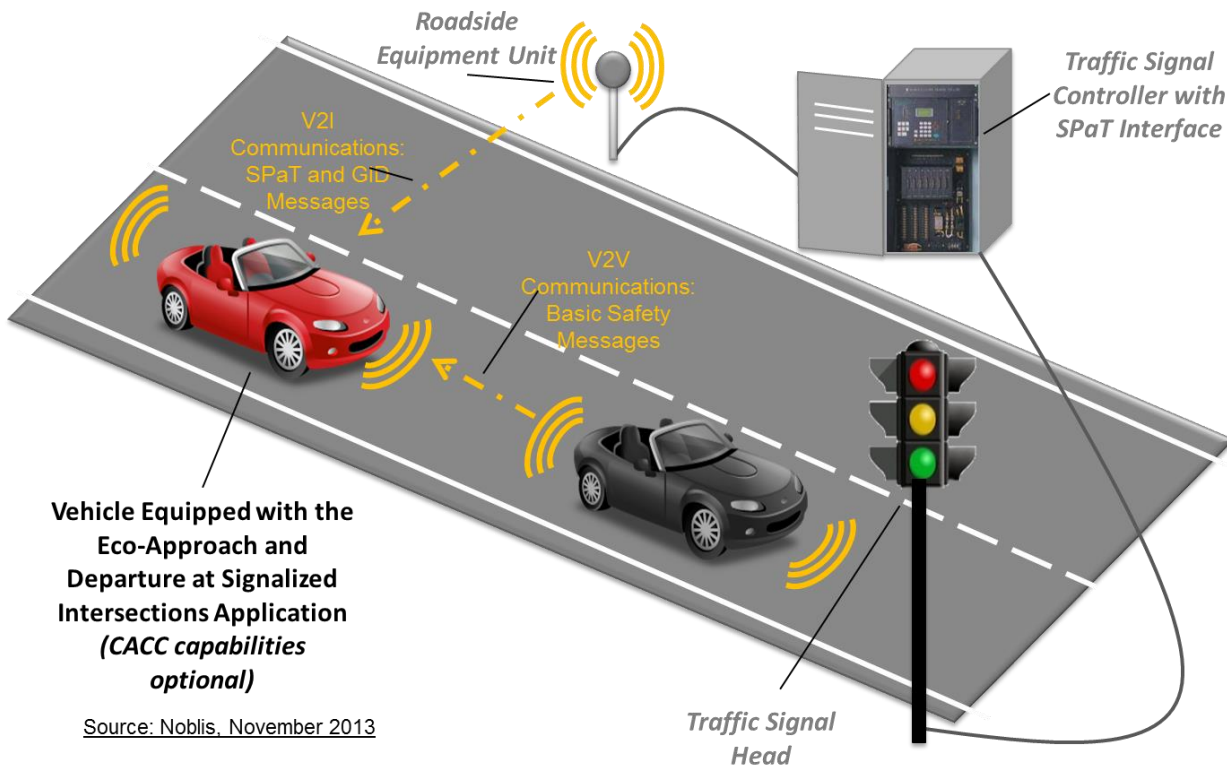 Roadside
Equipment Unit
Traffic Signal
Controller with
SPaT Interface
V2I
Communications:
SPaT and GID
Messages
V2V
Communications:
Basic Safety
Messages
Vehicle Equipped with the
Eco-Approach and
Departure at Signalized
Intersections Application
(CACC capabilities
optional)
Source: Noblis, November 2013
Traffic Signal
Head